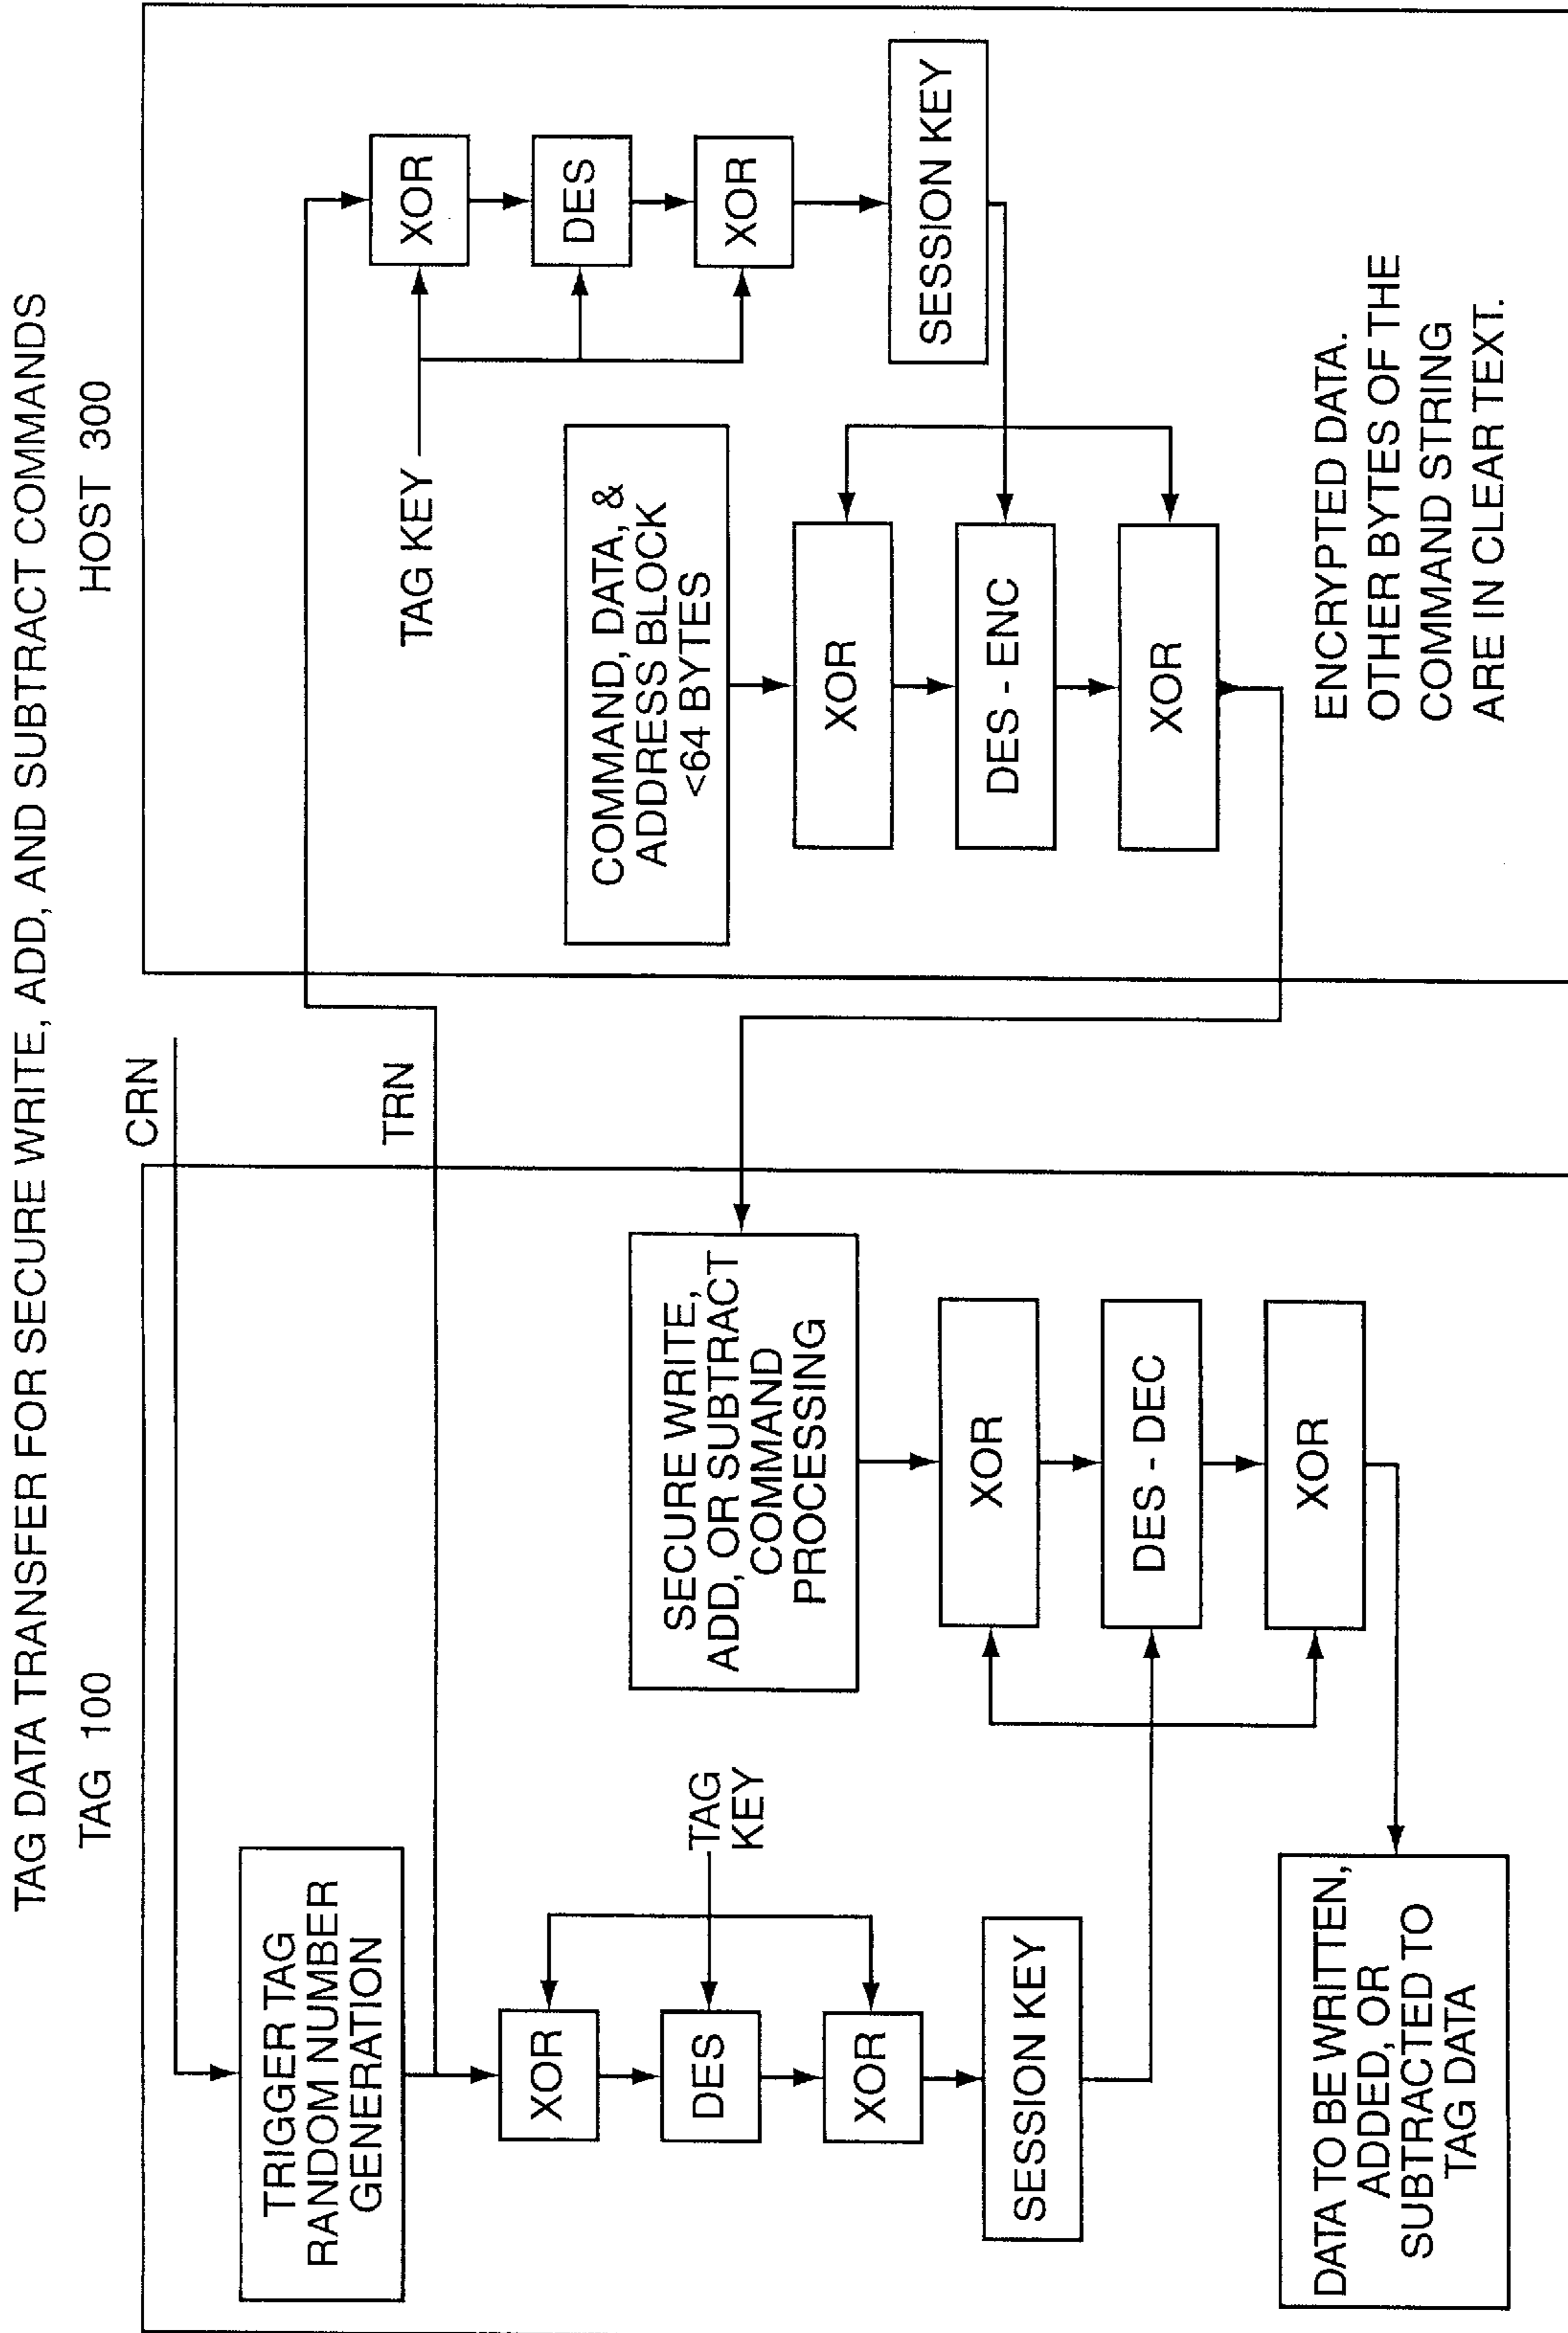 TAG DATA TRANSFER FOR SECURE WRITE, ADD, AND SUBTRACT COMMANDS
TAG 100
HOST 300
CRN
TRN
TRIGGER TAG
RANDOM NUMBER
GENERATION
XOR
DES
XOR
TAG
KEY
SESSION KEY
SECURE WRITE,
ADD, OR SUBTRACT
COMMAND
PROCESSING
XOR
DES - DEC
XOR
DATA TO BE WRITTEN,
ADDED, OR
SUBTRACTED TO
TAG DATA
TAG KEY
XOR
DES
XOR
SESSION KEY
COMMAND, DATA, &
ADDRESS BLOCK
<64 BYTES
XOR
DES - ENC
XOR
ENCRYPTED DATA.
OTHER BYTES OF THE
COMMAND STRING
ARE IN CLEAR TEXT.